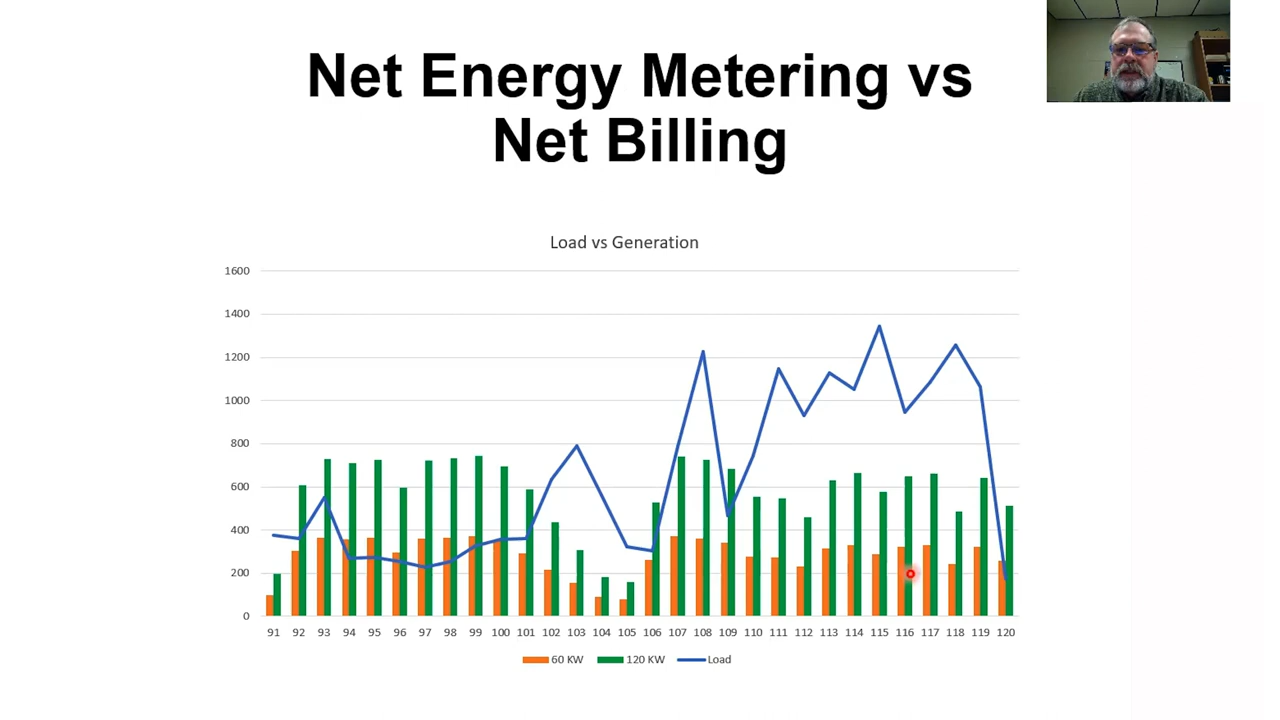 Net Energy Metering vs
Net Billing
Load vs Generation
1600
1400
1200
1000
800
600
400
200
0
91 92 93 94 95 96 97 98 99 100 101 102 103 104 105 106 107 108 109 110 111 112 113 114 115 116 117 118 119 120
60 KW 120 KW Load